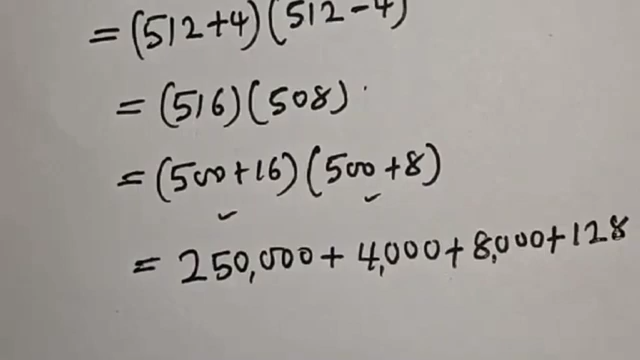 = (512+4)(512-4)
= (516)(508)
= (500+16)(500+8)
= 250,000 + 4,000 + 8,000 + 128